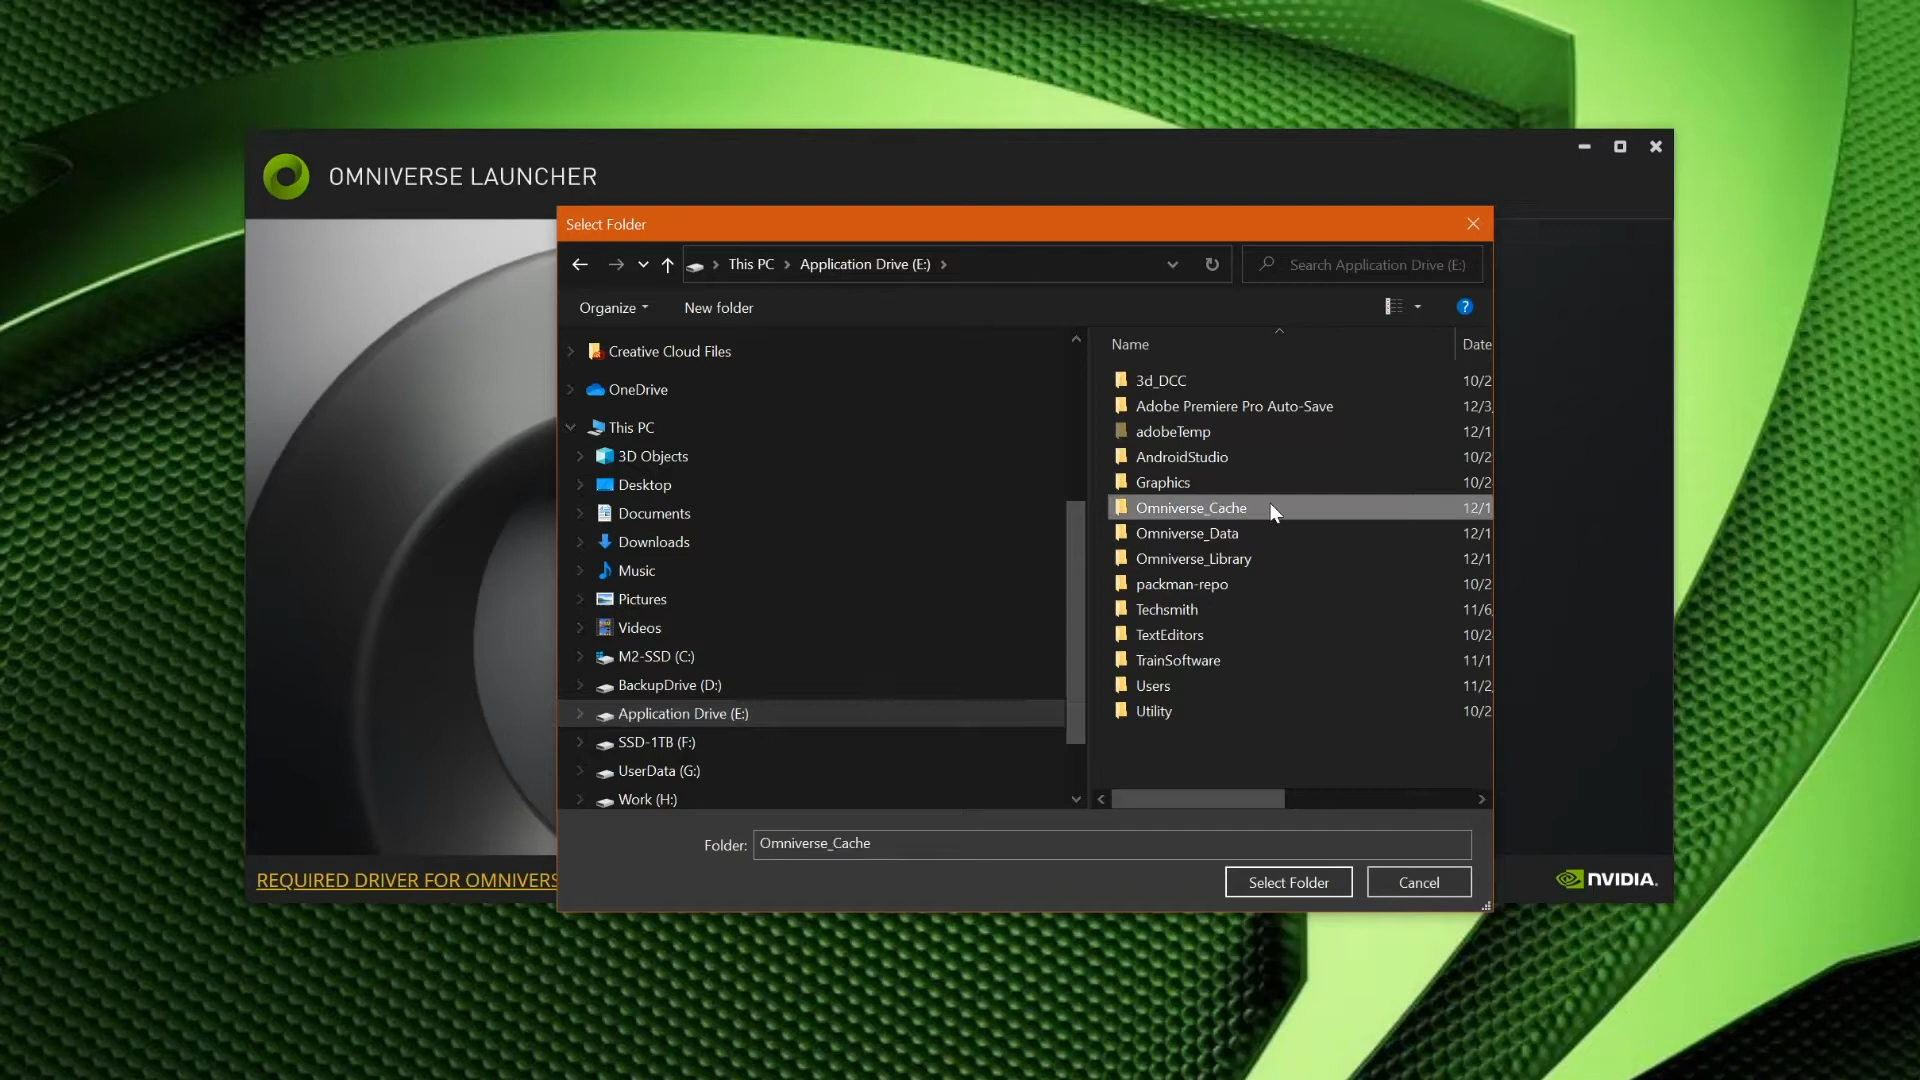 OMNIVERSE LAUNCHER
Select Folder
This PC
Application Drive (E:)
Search Application Drive (E:)
Organize
New folder
?
Creative Cloud Files
OneDrive
This PC
3D Objects
Desktop
Documents
Downloads
Music
Pictures
Videos
M2-SSD (C:)
BackupDrive (D:)
Application Drive (E:)
SSD-1TB (F:)
UserData (G:)
Work (H:)
Name Date
3d_DCC 10/2
Adobe Premiere Pro Auto-Save 12/3
adobeTemp 12/1
AndroidStudio 10/2
Graphics 10/2
Omniverse_Cache 12/1
Omniverse_Data 12/1
Omniverse_Library 12/1
packman-repo 10/2
Techsmith 11/6
TextEditors 10/2
TrainSoftware 11/1
Users 11/2
Utility 10/2
Folder: Omniverse_Cache
Select Folder
Cancel
REQUIRED DRIVER FOR OMNIVERS
NVIDIA.